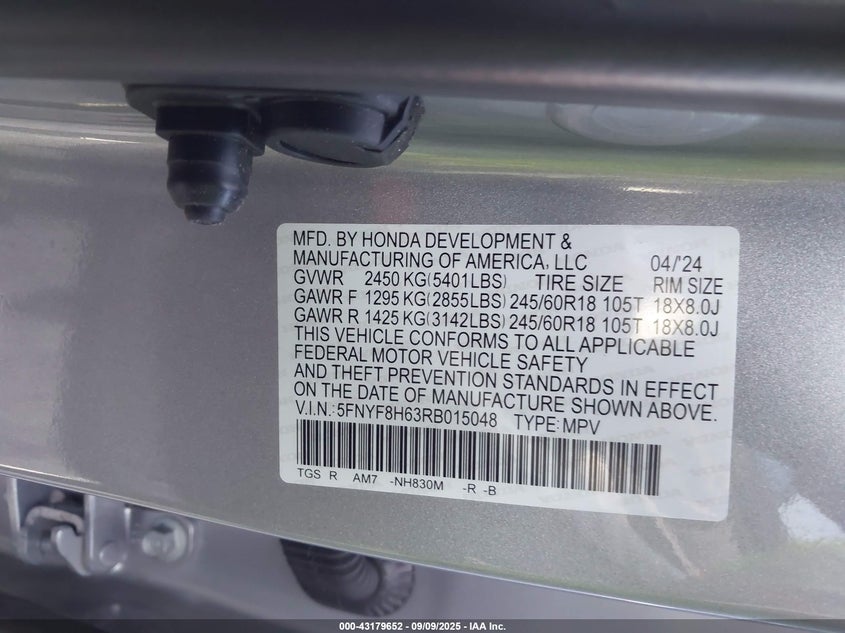 MFD. BY HONDA DEVELOPMENT &
MANUFACTURING OF AMERICA, LLC 04/'24
GVWR 2450 KG(5401LBS) TIRE SIZE RIM SIZE
GAWR F 1295 KG(2855LBS) 245/60R18 105T 18X8.0J
GAWR R 1425 KG(3142LBS) 245/60R18 105T 18X8.0J
THIS VEHICLE CONFORMS TO ALL APPLICABLE
FEDERAL MOTOR VEHICLE SAFETY
AND THEFT PREVENTION STANDARDS IN EFFECT
ON THE DATE OF MANUFACTURE SHOWN ABOVE.
V.I.N.:5FNYF8H63RB015048 TYPE:MPV
TGS R AM7 -NH830M -R -B
000-43179652 - 09/09/2025 - IAA Inc.